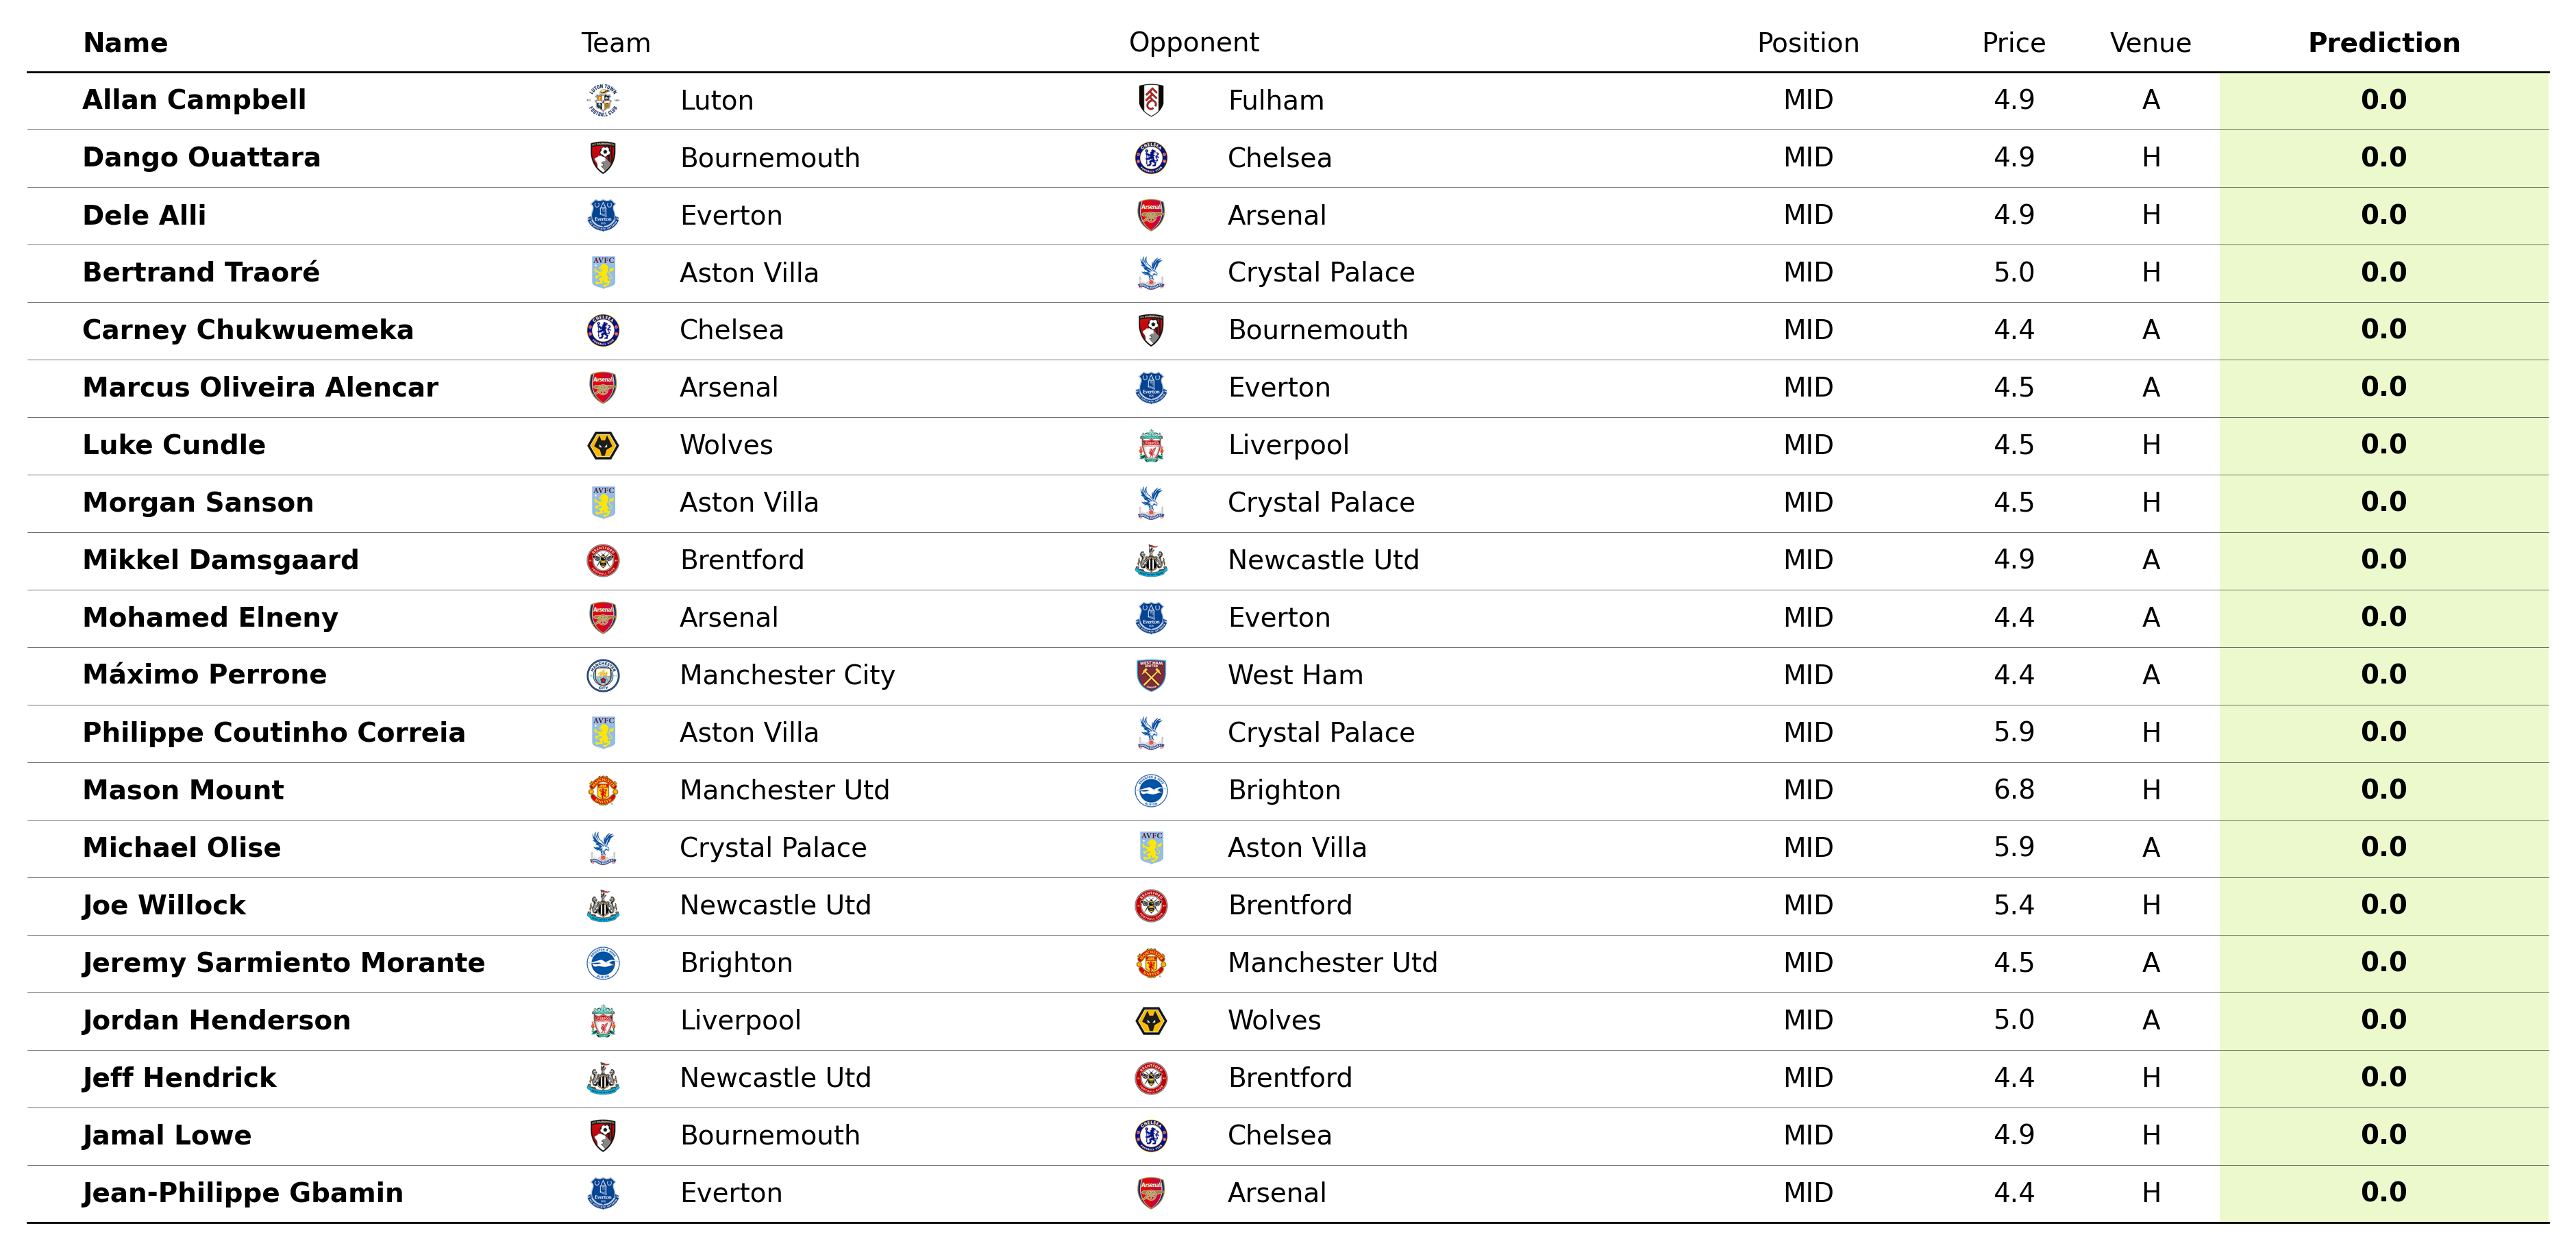 Name Team Opponent Position Price Venue Prediction
Allan Campbell Luton Fulham MID 4.9 A 0.0
Dango Ouattara Bournemouth Chelsea MID 4.9 H 0.0
Dele Alli Everton Arsenal MID 4.9 H 0.0
Bertrand Traoré Aston Villa Crystal Palace MID 5.0 H 0.0
Carney Chukwuemeka Chelsea Bournemouth MID 4.4 A 0.0
Marcus Oliveira Alencar Arsenal Everton MID 4.5 A 0.0
Luke Cundle Wolves Liverpool MID 4.5 H 0.0
Morgan Sanson Aston Villa Crystal Palace MID 4.5 H 0.0
Mikkel Damsgaard Brentford Newcastle Utd MID 4.9 A 0.0
Mohamed Elneny Arsenal Everton MID 4.4 A 0.0
Máximo Perrone Manchester City West Ham MID 4.4 A 0.0
Philippe Coutinho Correia Aston Villa Crystal Palace MID 5.9 H 0.0
Mason Mount Manchester Utd Brighton MID 6.8 H 0.0
Michael Olise Crystal Palace Aston Villa MID 5.9 A 0.0
Joe Willock Newcastle Utd Brentford MID 5.4 H 0.0
Jeremy Sarmiento Morante Brighton Manchester Utd MID 4.5 A 0.0
Jordan Henderson Liverpool Wolves MID 5.0 A 0.0
Jeff Hendrick Newcastle Utd Brentford MID 4.4 H 0.0
Jamal Lowe Bournemouth Chelsea MID 4.9 H 0.0
Jean-Philippe Gbamin Everton Arsenal MID 4.4 H 0.0